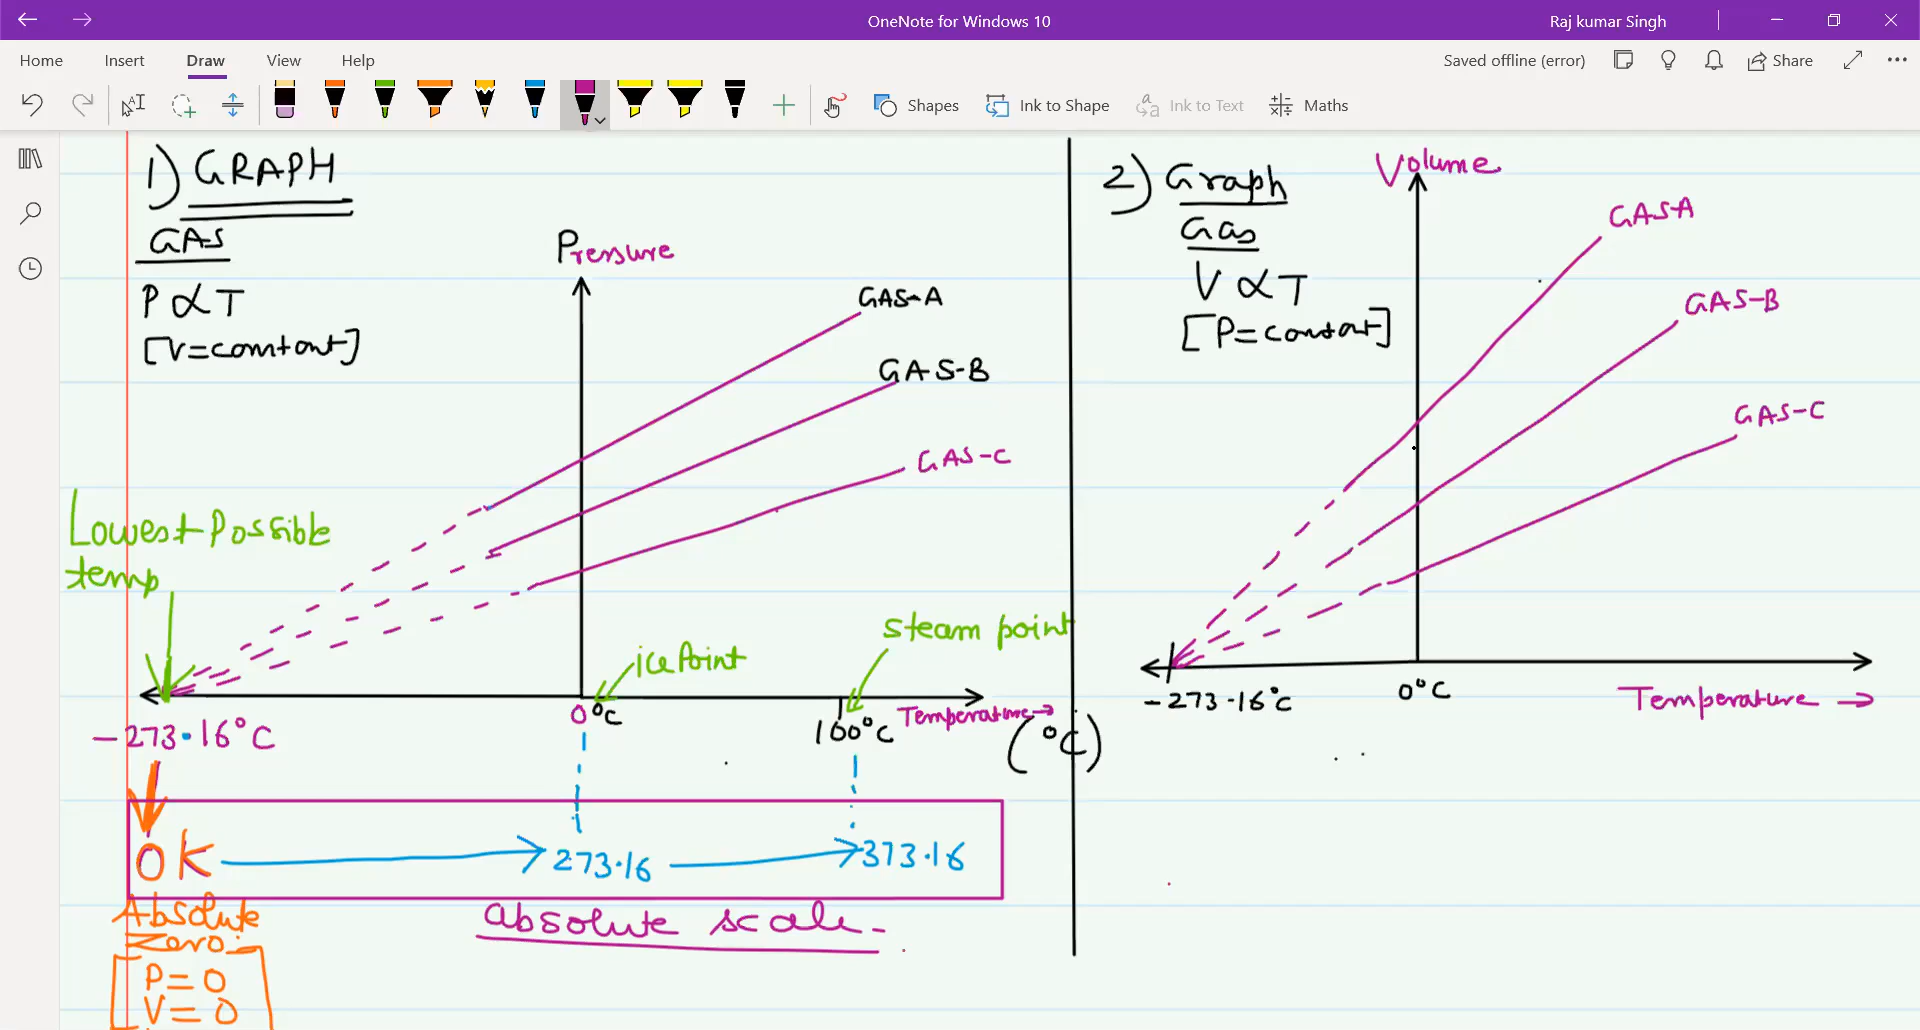 OneNote for Windows 10
Raj kumar Singh
Home Insert Draw View Help
Saved offline (error)
Share
Shapes
Ink to Shape
Ink to Text
Maths
1) GRAPH
GAS
P ∝ T
[V=constant]
Pressure
GAS-A
GAS-B
GAS-C
Lowest Possible
temp
ice Point
steam point
-273.16°C
0°C
100°C
Temperature→
(°C)
0K → 273.16 → 373.16
Absolute
Zero:-
absolute scale-
P=0
V=0
2) Graph
Gas
V ∝ T
[P=constant]
Volume
GAS-A
GAS-B
GAS-C
-273.16°C
0°C
Temperature →